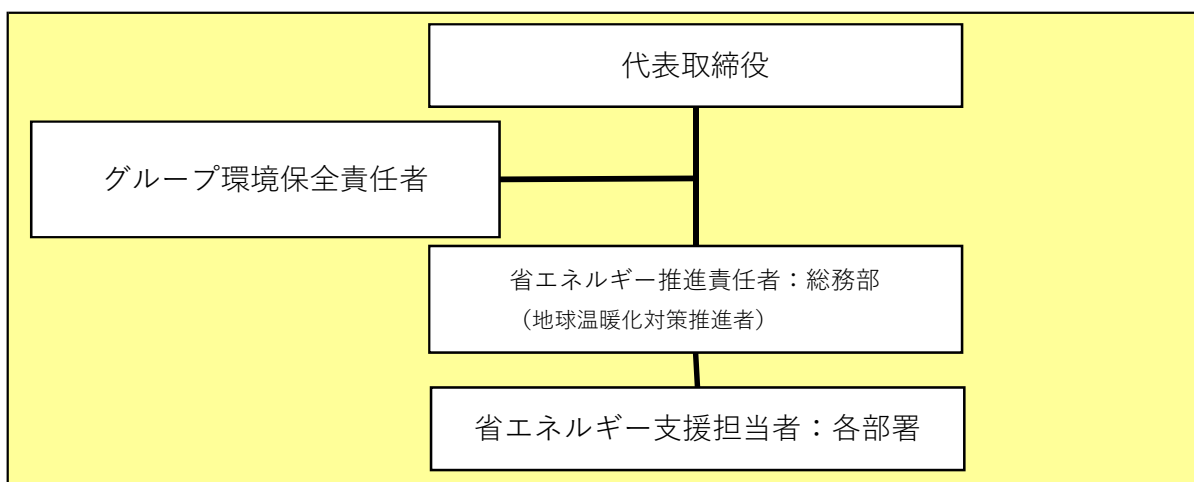 代表取締役
グループ環境保全責任者
省エネルギー推進責任者：総務部
（地球温暖化対策推進者）
省エネルギー支援担当者：各部署